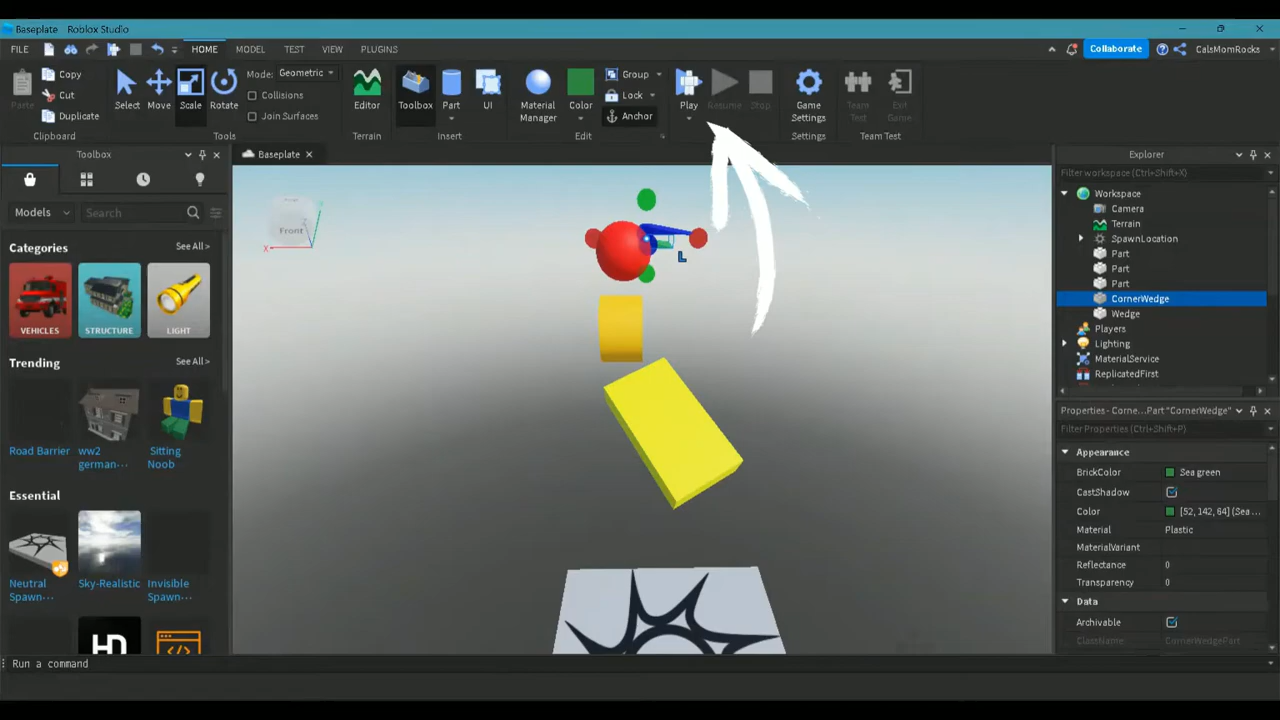 Baseplate Roblox Studio
FILE HOME MODEL TEST VIEW PLUGINS Collaborate CalsMomRocks
Paste
Copy
Cut
Duplicate
Clipboard
Select
Move
Scale
Rotate
Mode: Geometric
Collisions
Join Surfaces
Tools
Editor
Terrain
Toolbox
Part
UI
Insert
Material
Manager
Color
Group
Lock
Anchor
Edit
Play
Resume
Stop
Game
Settings
Settings
Team
Test
Exit
Game
Team Test
Toolbox
Models Search
Categories See All >
VEHICLES STRUCTURE LIGHT
Trending See All >
Road Barrier
ww2
german-...
Sitting
Noob
Essential See All >
Neutral
Spawn...
Sky-Realistic
Invisible
Spawn-...
HD
Baseplate
Front
X
L
Explorer
Filter workspace (Ctrl+Shift+X)
Workspace
Camera
Terrain
SpawnLocation
Part
Part
Part
CornerWedge
Wedge
Players
Lighting
MaterialService
ReplicatedFirst
Properties - Corne...Part "CornerWedge"
Filter Properties (Ctrl+Shift+P)
Appearance
BrickColor Sea green
CastShadow
Color [52, 142, 64] (Sea ...
Material Plastic
MaterialVariant
Reflectance 0
Transparency 0
Data
Archivable
ClassName CornerWedgePart
Run a command